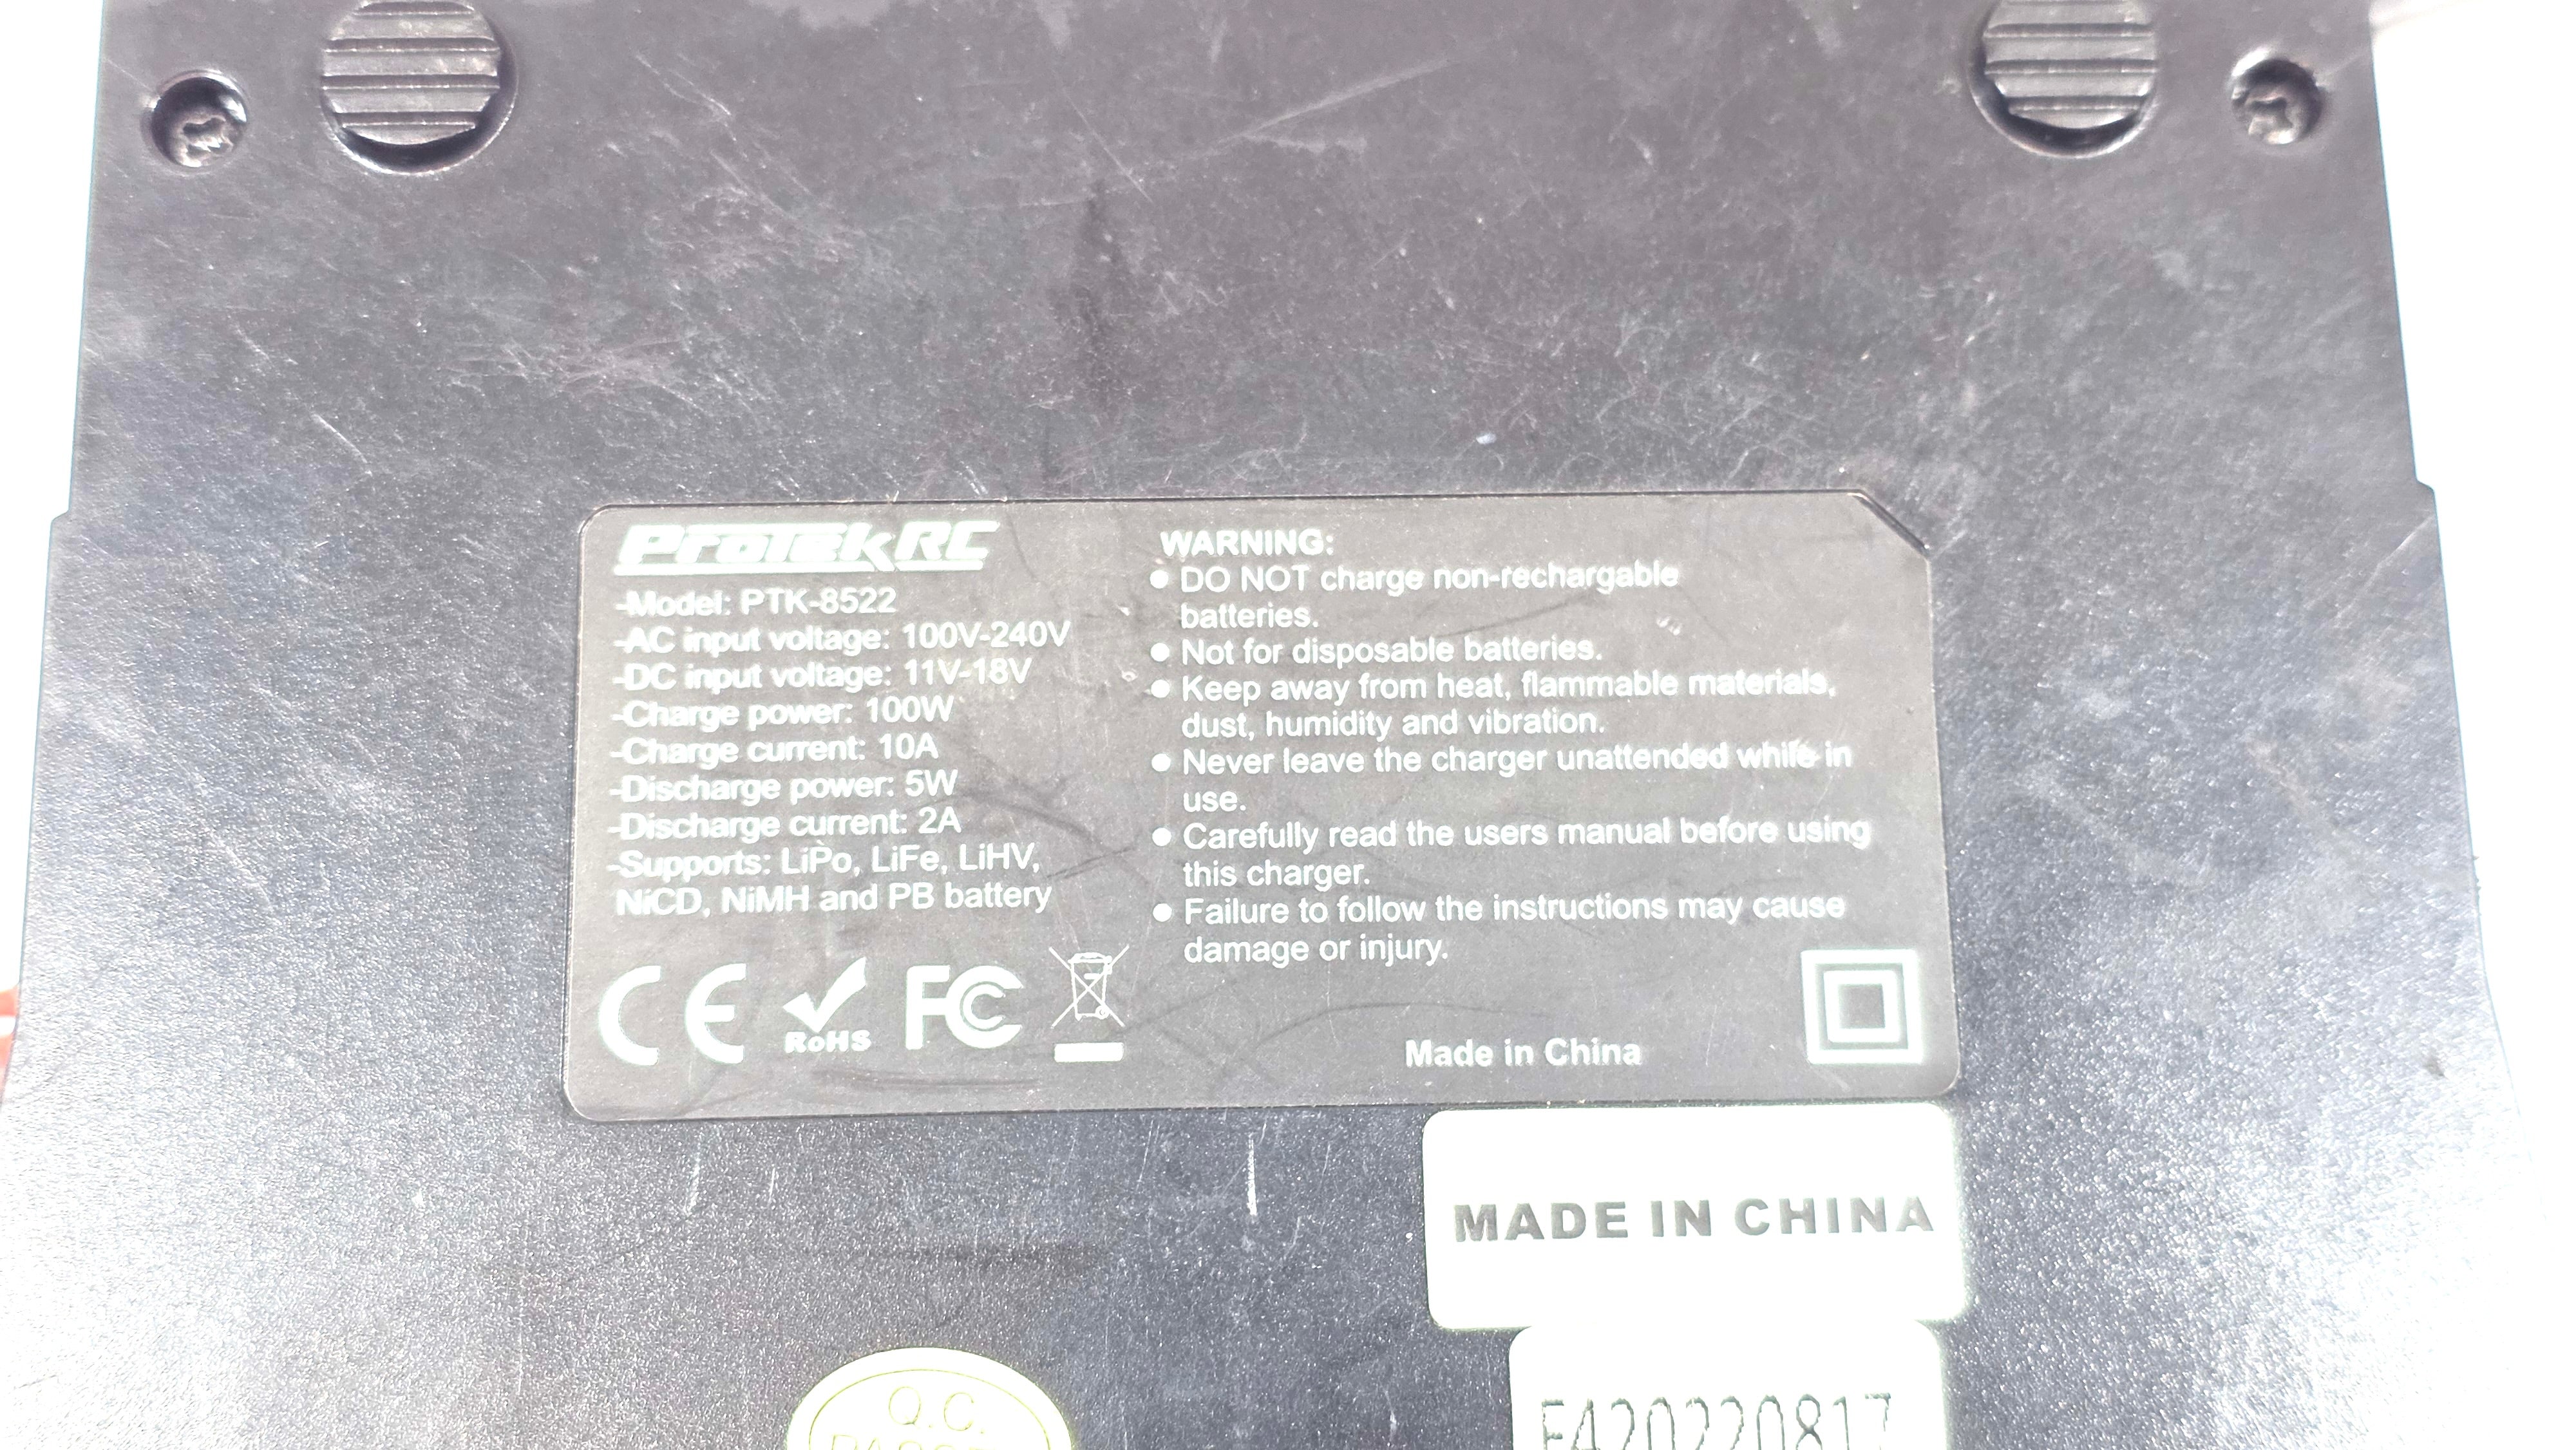 ProTek RC
-Model: PTK-8522
-AC input voltage: 100V-240V
-DC input voltage: 11V-18V
-Charge power: 100W
-Charge current: 10A
-Discharge power: 5W
-Discharge current: 2A
-Supports: LiPo, LiFe, LiHV,
NiCD, NiMH and PB battery
CE RoHS FC
WARNING:
● DO NOT charge non-rechargable
batteries.
● Not for disposable batteries.
● Keep away from heat, flammable materials,
dust, humidity and vibration.
● Never leave the charger unattended while in
use.
● Carefully read the users manual before using
this charger.
● Failure to follow the instructions may cause
damage or injury.
Made in China
MADE IN CHINA
Q.C.